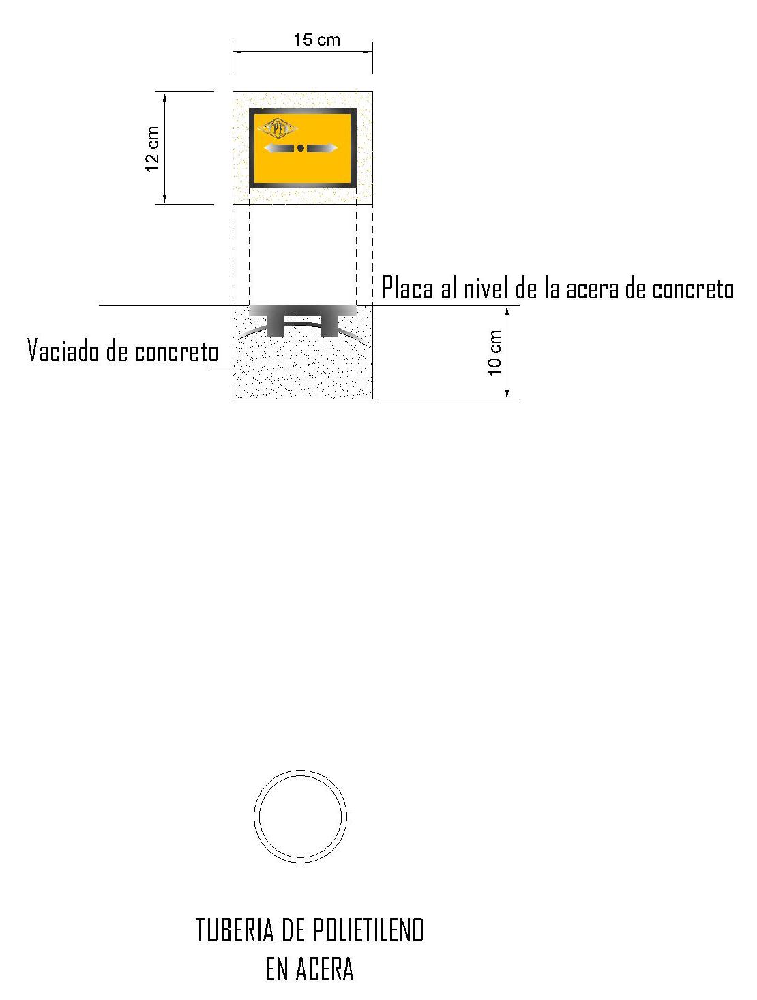 15 cm
12 cm
Placa al nivel de la acera de concreto
Vaciado de concreto
10 cm
TUBERIA DE POLIETILENO
EN ACERA